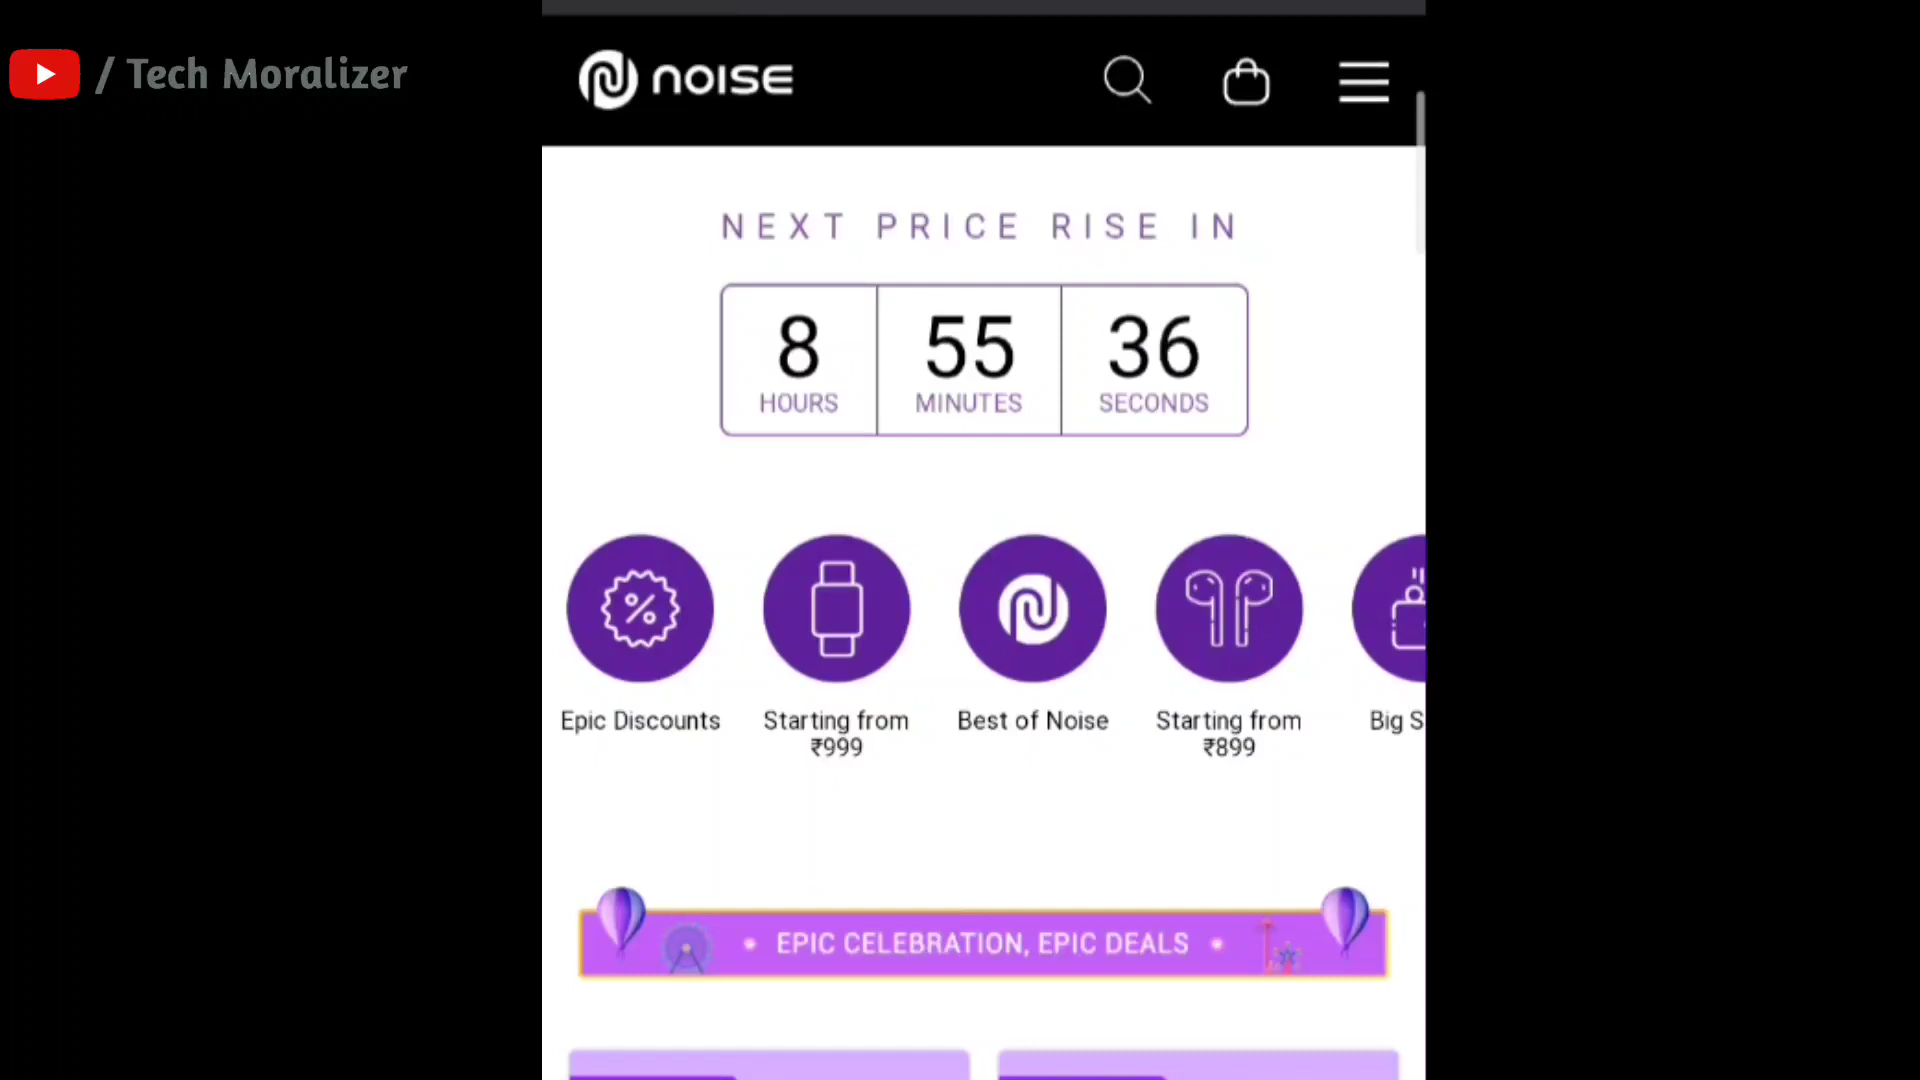 / Tech Moralizer
NOISE
NEXT PRICE RISE IN
8 55 36
HOURS MINUTES SECONDS
Epic Discounts
Starting from
₹999
Best of Noise
Starting from
₹899
Big S
• EPIC CELEBRATION, EPIC DEALS •